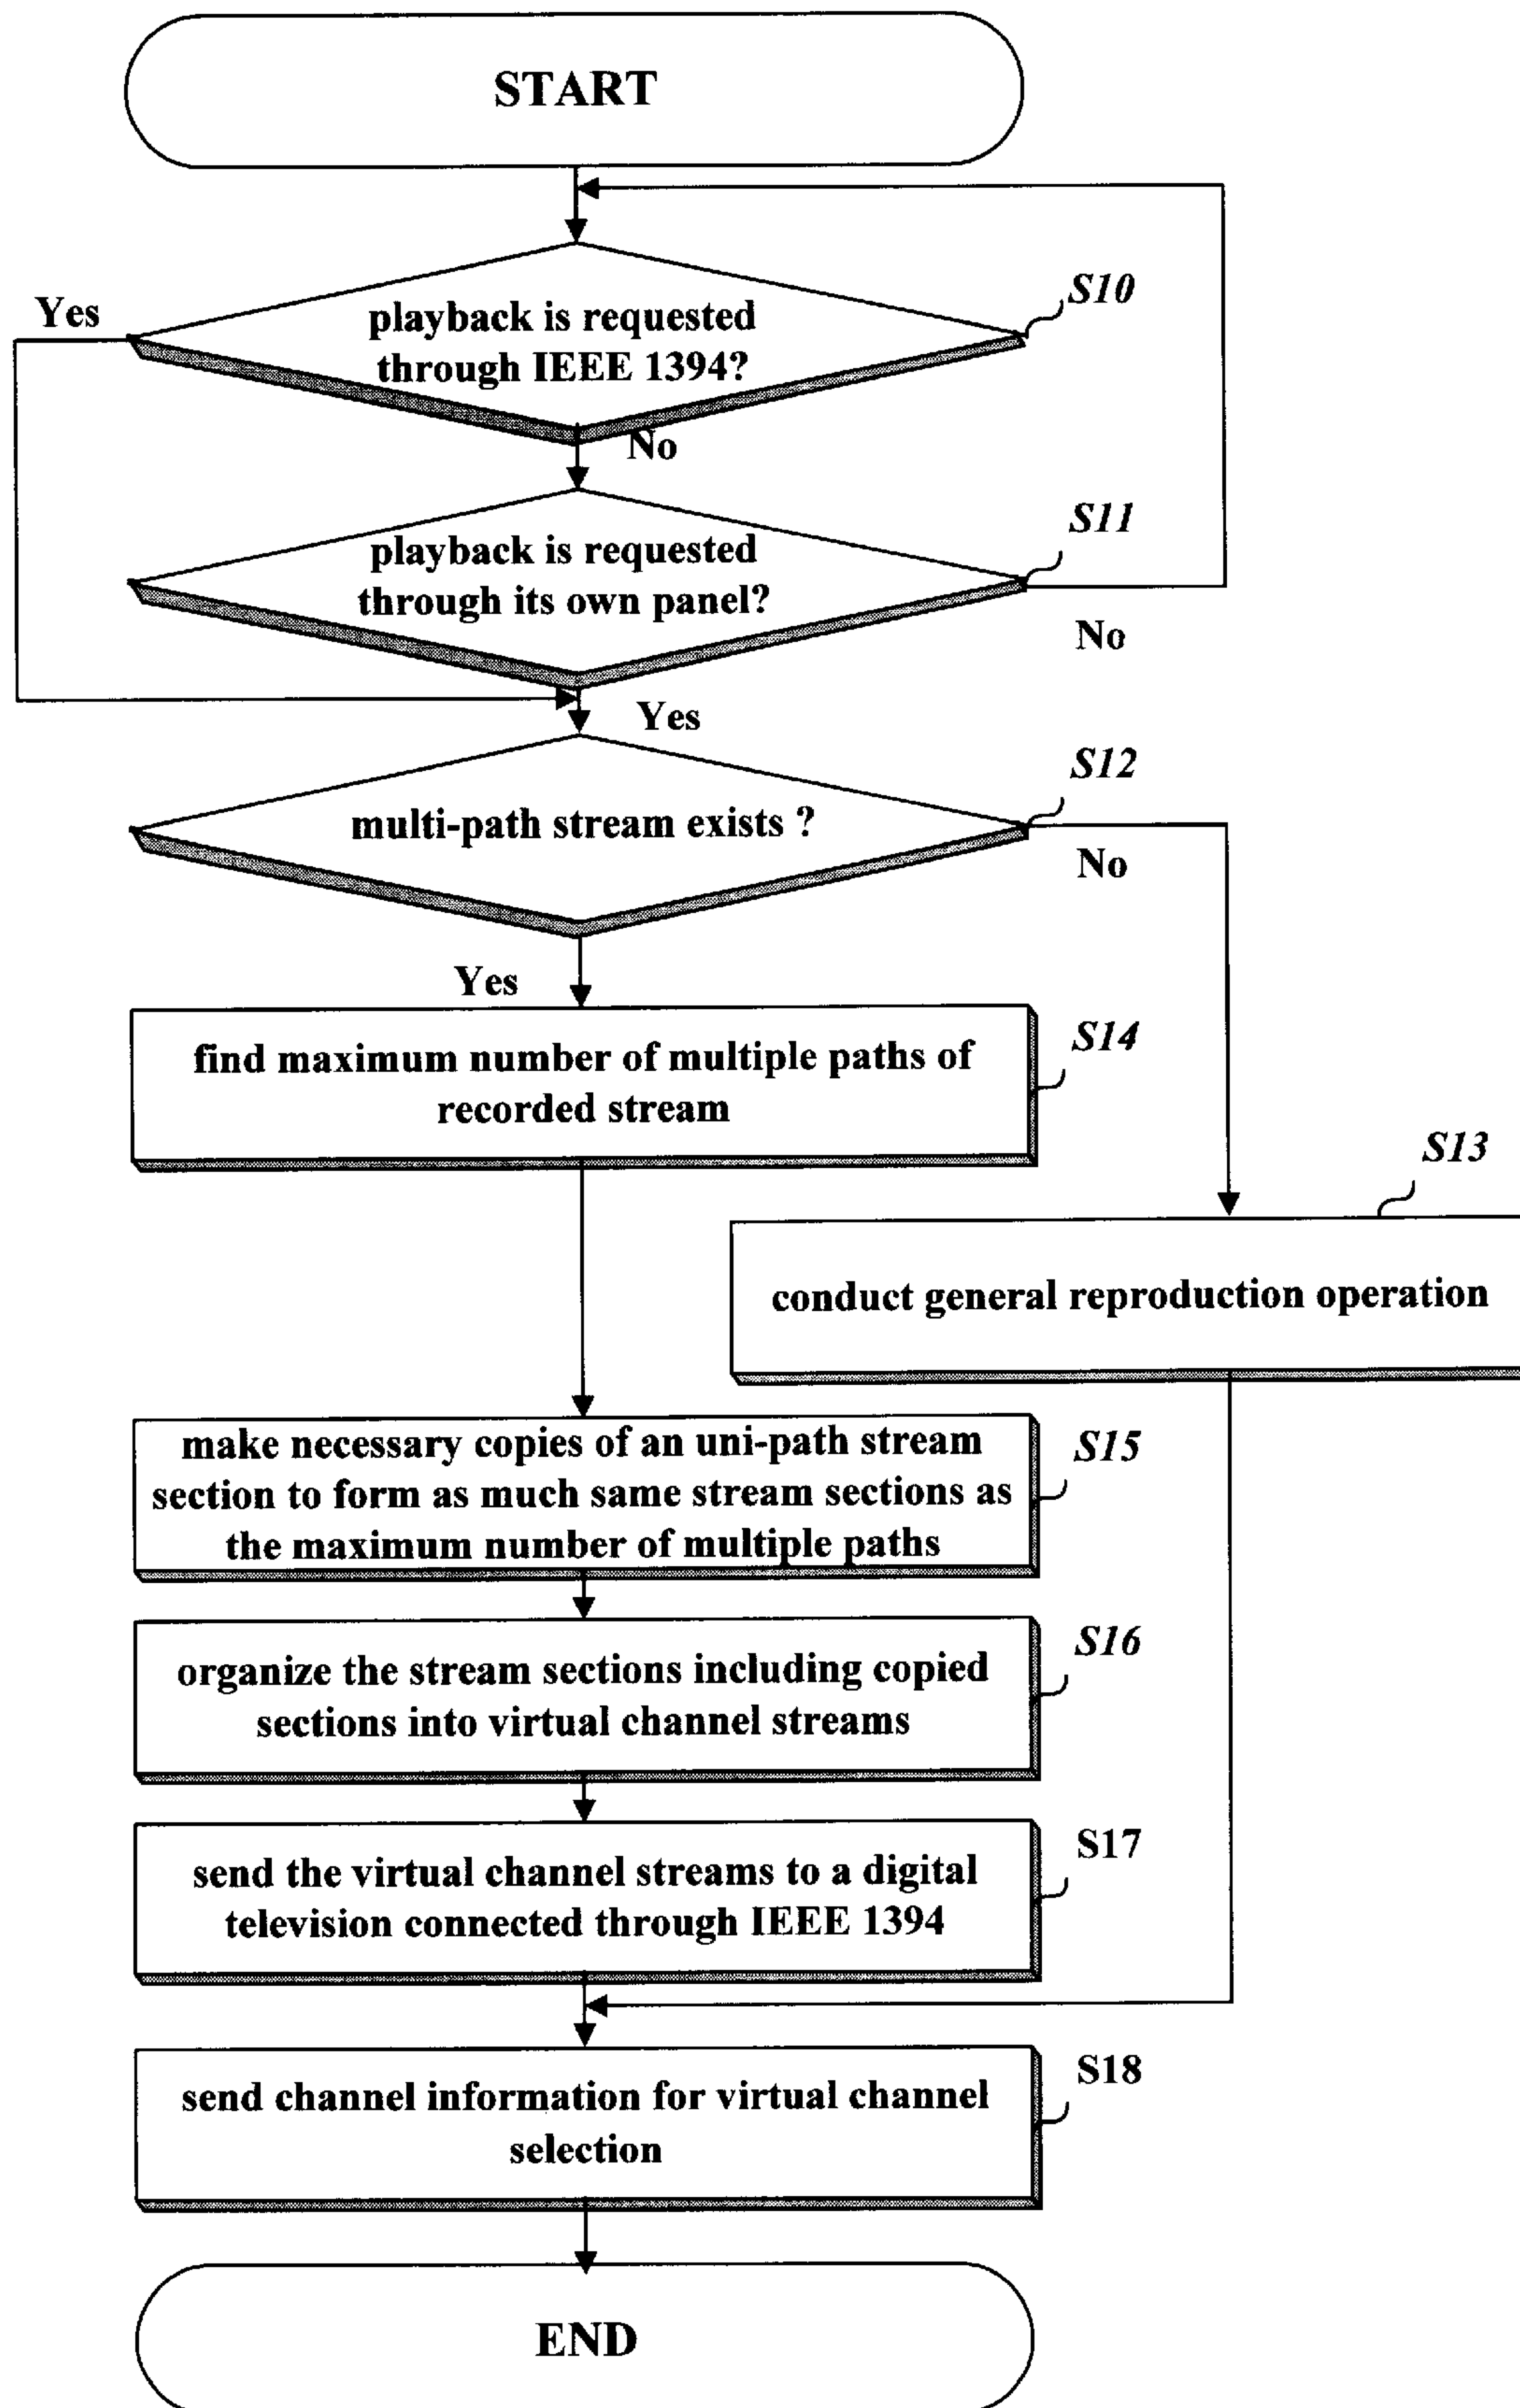 START
Yes
S10
playback is requested
through IEEE 1394?
No
S11
playback is requested
through its own panel?
No
Yes
S12
multi-path stream exists ?
No
Yes
S14
find maximum number of multiple paths of
recorded stream
S13
conduct general reproduction operation
make necessary copies of an uni-path stream
section to form as much same stream sections as
the maximum number of multiple paths
S15
S16
organize the stream sections including copied
sections into virtual channel streams
S17
send the virtual channel streams to a digital
television connected through IEEE 1394
S18
send channel information for virtual channel
selection
END